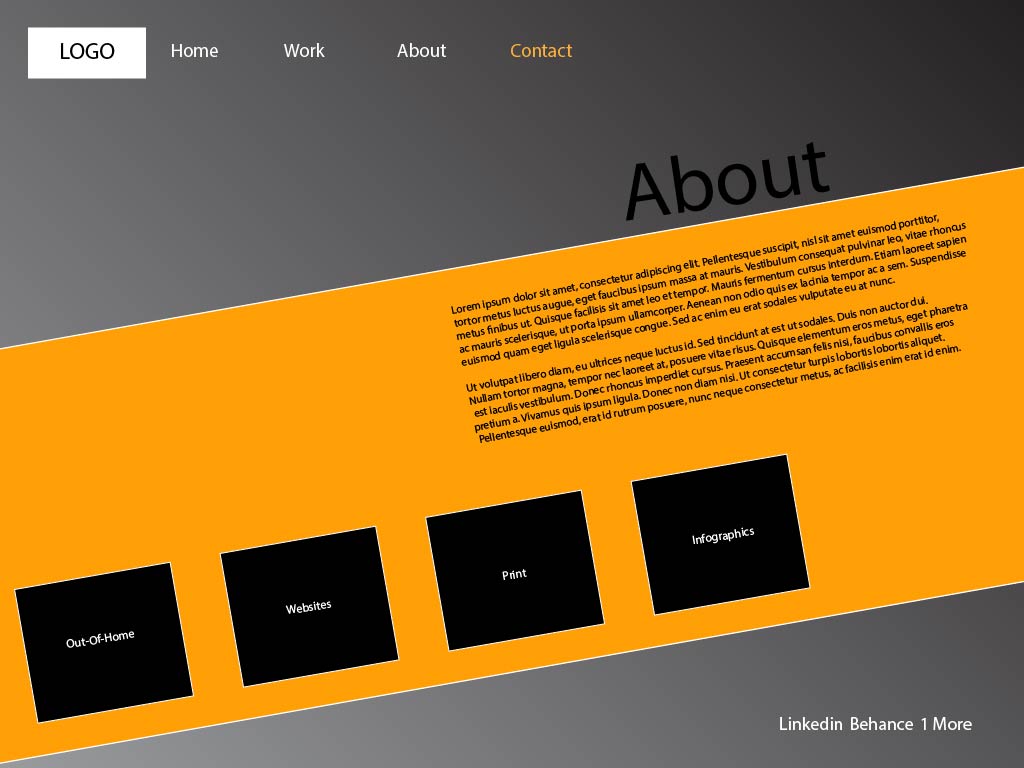 LOGO
Home
Work
About
Contact
About
Lorem ipsum dolor sit amet, consectetur adipiscing elit. Pellentesque suscipit, nisl sit amet euismod porttitor,
tortor metus luctus augue, eget faucibus ipsum massa at mauris. Vestibulum consequat pulvinar leo, vitae rhoncus
metus finibus ut. Quisque facilisis sit amet leo et tempor. Mauris fermentum cursus interdum. Etiam laoreet sapien
ac mauris scelerisque, ut porta ipsum ullamcorper. Aenean non odio quis ex lacinia tempor ac a sem. Suspendisse
euismod quam eget ligula scelerisque congue. Sed ac enim eu erat sodales vulputate eu at nunc.
Ut volutpat libero diam, eu ultrices neque luctus id. Sed tincidunt at est ut sodales. Duis non auctor dui.
Nullam tortor magna, tempor nec laoreet at, posuere vitae risus. Quisque elementum eros metus, eget pharetra
est iaculis vestibulum. Donec rhoncus imperdiet cursus. Praesent accumsan felis nisi, faucibus convallis eros
pretium a. Vivamus quis ipsum ligula. Donec non diam nisi. Ut consectetur turpis lobortis lobortis aliquet.
Pellentesque euismod, erat id rutrum posuere, nunc neque consectetur metus, ac facilisis enim erat id enim.
Out-Of-Home
Websites
Print
Infographics
Linkedin Behance 1 More